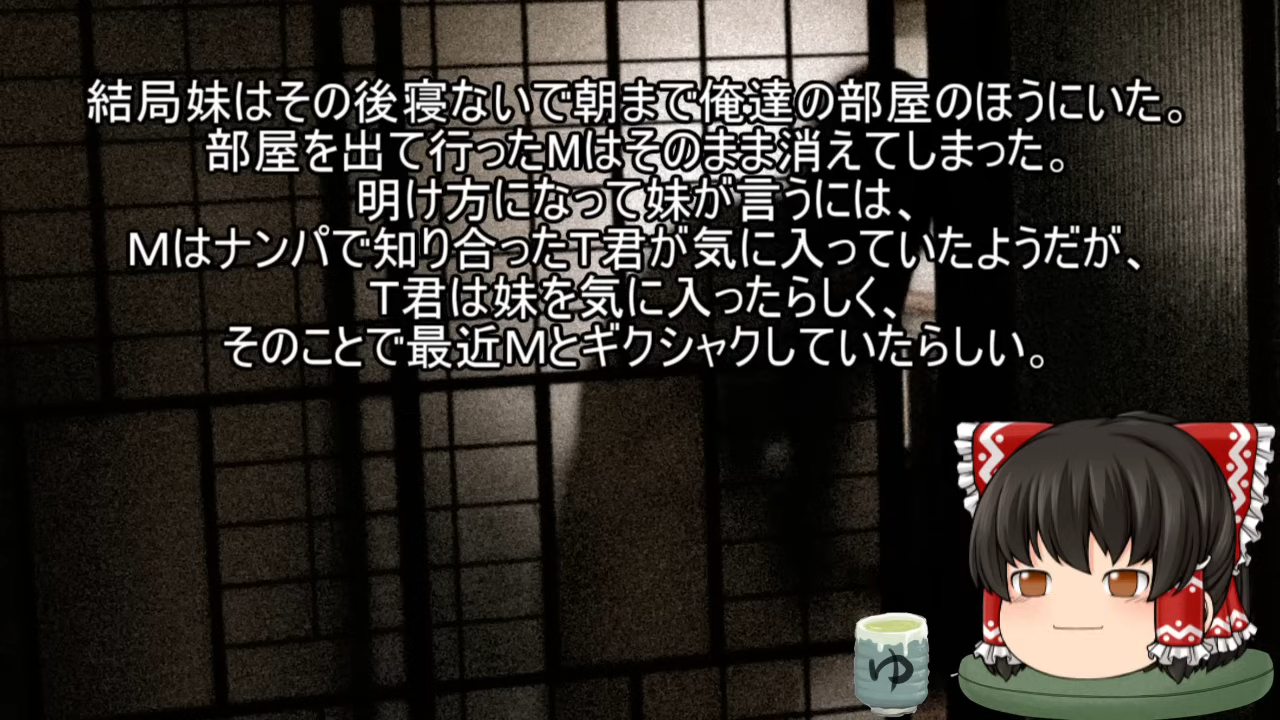 結局妹はその後寝ないで朝まで俺達の部屋のほうにいた。
部屋を出て行ったMはそのまま消えてしまった。
明け方になって妹が言うには、
Mはナンパで知り合ったT君が気に入っていたようだが、
T君は妹を気に入ったらしく、
そのことで最近Mとギクシャクしていたらしい。
ゆ